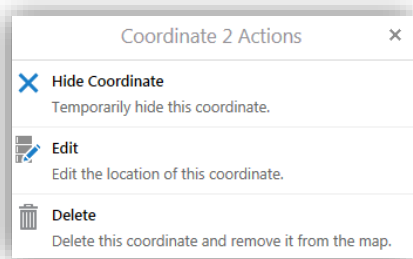 Coordinate 2 Actions
Hide Coordinate
Temporarily hide this coordinate.
Edit
Edit the location of this coordinate.
Delete
Delete this coordinate and remove it from the map.